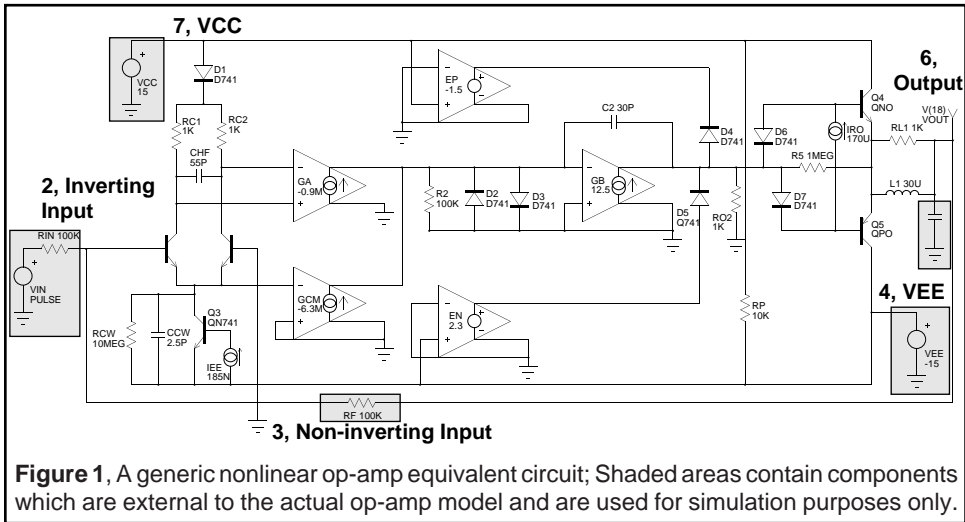 7, VCC
6,
Output
VCC
15
D1
D741
RC1
1K
RC2
1K
CHF
55P
EP
-1.5
C2 30P
D4
D741
D6
D741
Q4
QNO
IRO
170U
V(18)
VOUT
RL1 1K
R5 1MEG
L1 30U
2, Inverting
Input
RIN 100K
VIN
PULSE
GA
-0.9M
R2
100K
D2
D741
D3
D741
GB
12.5
D5
Q741
RO2
1K
D7
D741
Q5
QPO
4, VEE
VEE
-15
RCW
10MEG
CCW
2.5P
Q3
QN741
IEE
185N
GCM
-6.3M
EN
2.3
RP
10K
RF 100K
3, Non-inverting Input
Figure 1, A generic nonlinear op-amp equivalent circuit; Shaded areas contain components
which are external to the actual op-amp model and are used for simulation purposes only.